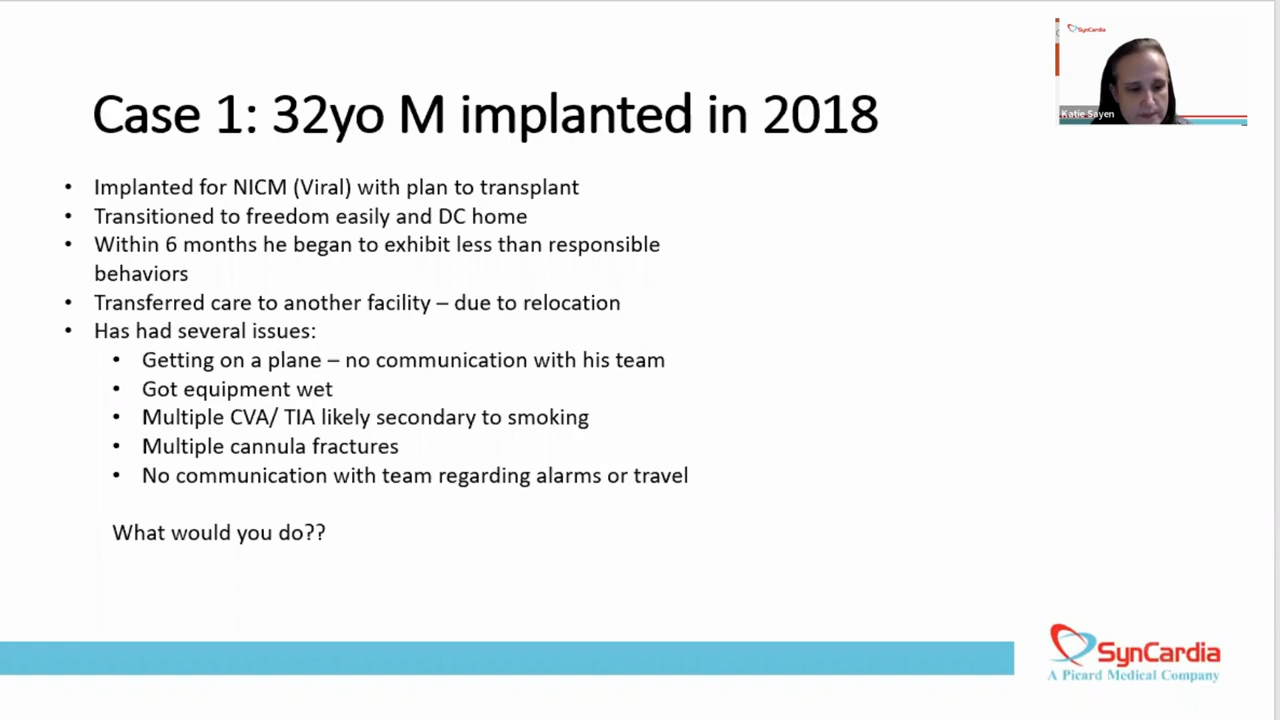 SynCardia
Katie Sayen
Case 1: 32yo M implanted in 2018
• Implanted for NICM (Viral) with plan to transplant
• Transitioned to freedom easily and DC home
• Within 6 months he began to exhibit less than responsible
behaviors
• Transferred care to another facility – due to relocation
• Has had several issues:
• Getting on a plane – no communication with his team
• Got equipment wet
• Multiple CVA/ TIA likely secondary to smoking
• Multiple cannula fractures
• No communication with team regarding alarms or travel
What would you do??
SynCardia
A Picard Medical Company